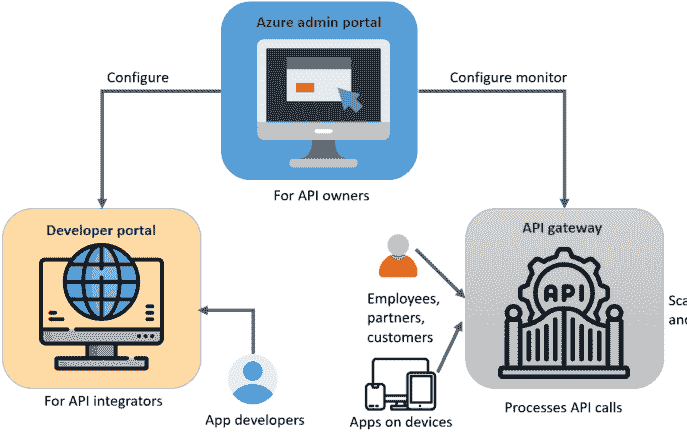 Azure admin portal
Configure
Configure monitor
For API owners
Developer portal
API gateway
API
Employees,
partners,
customers
For API integrators
App developers
Apps on devices
Processes API calls
and